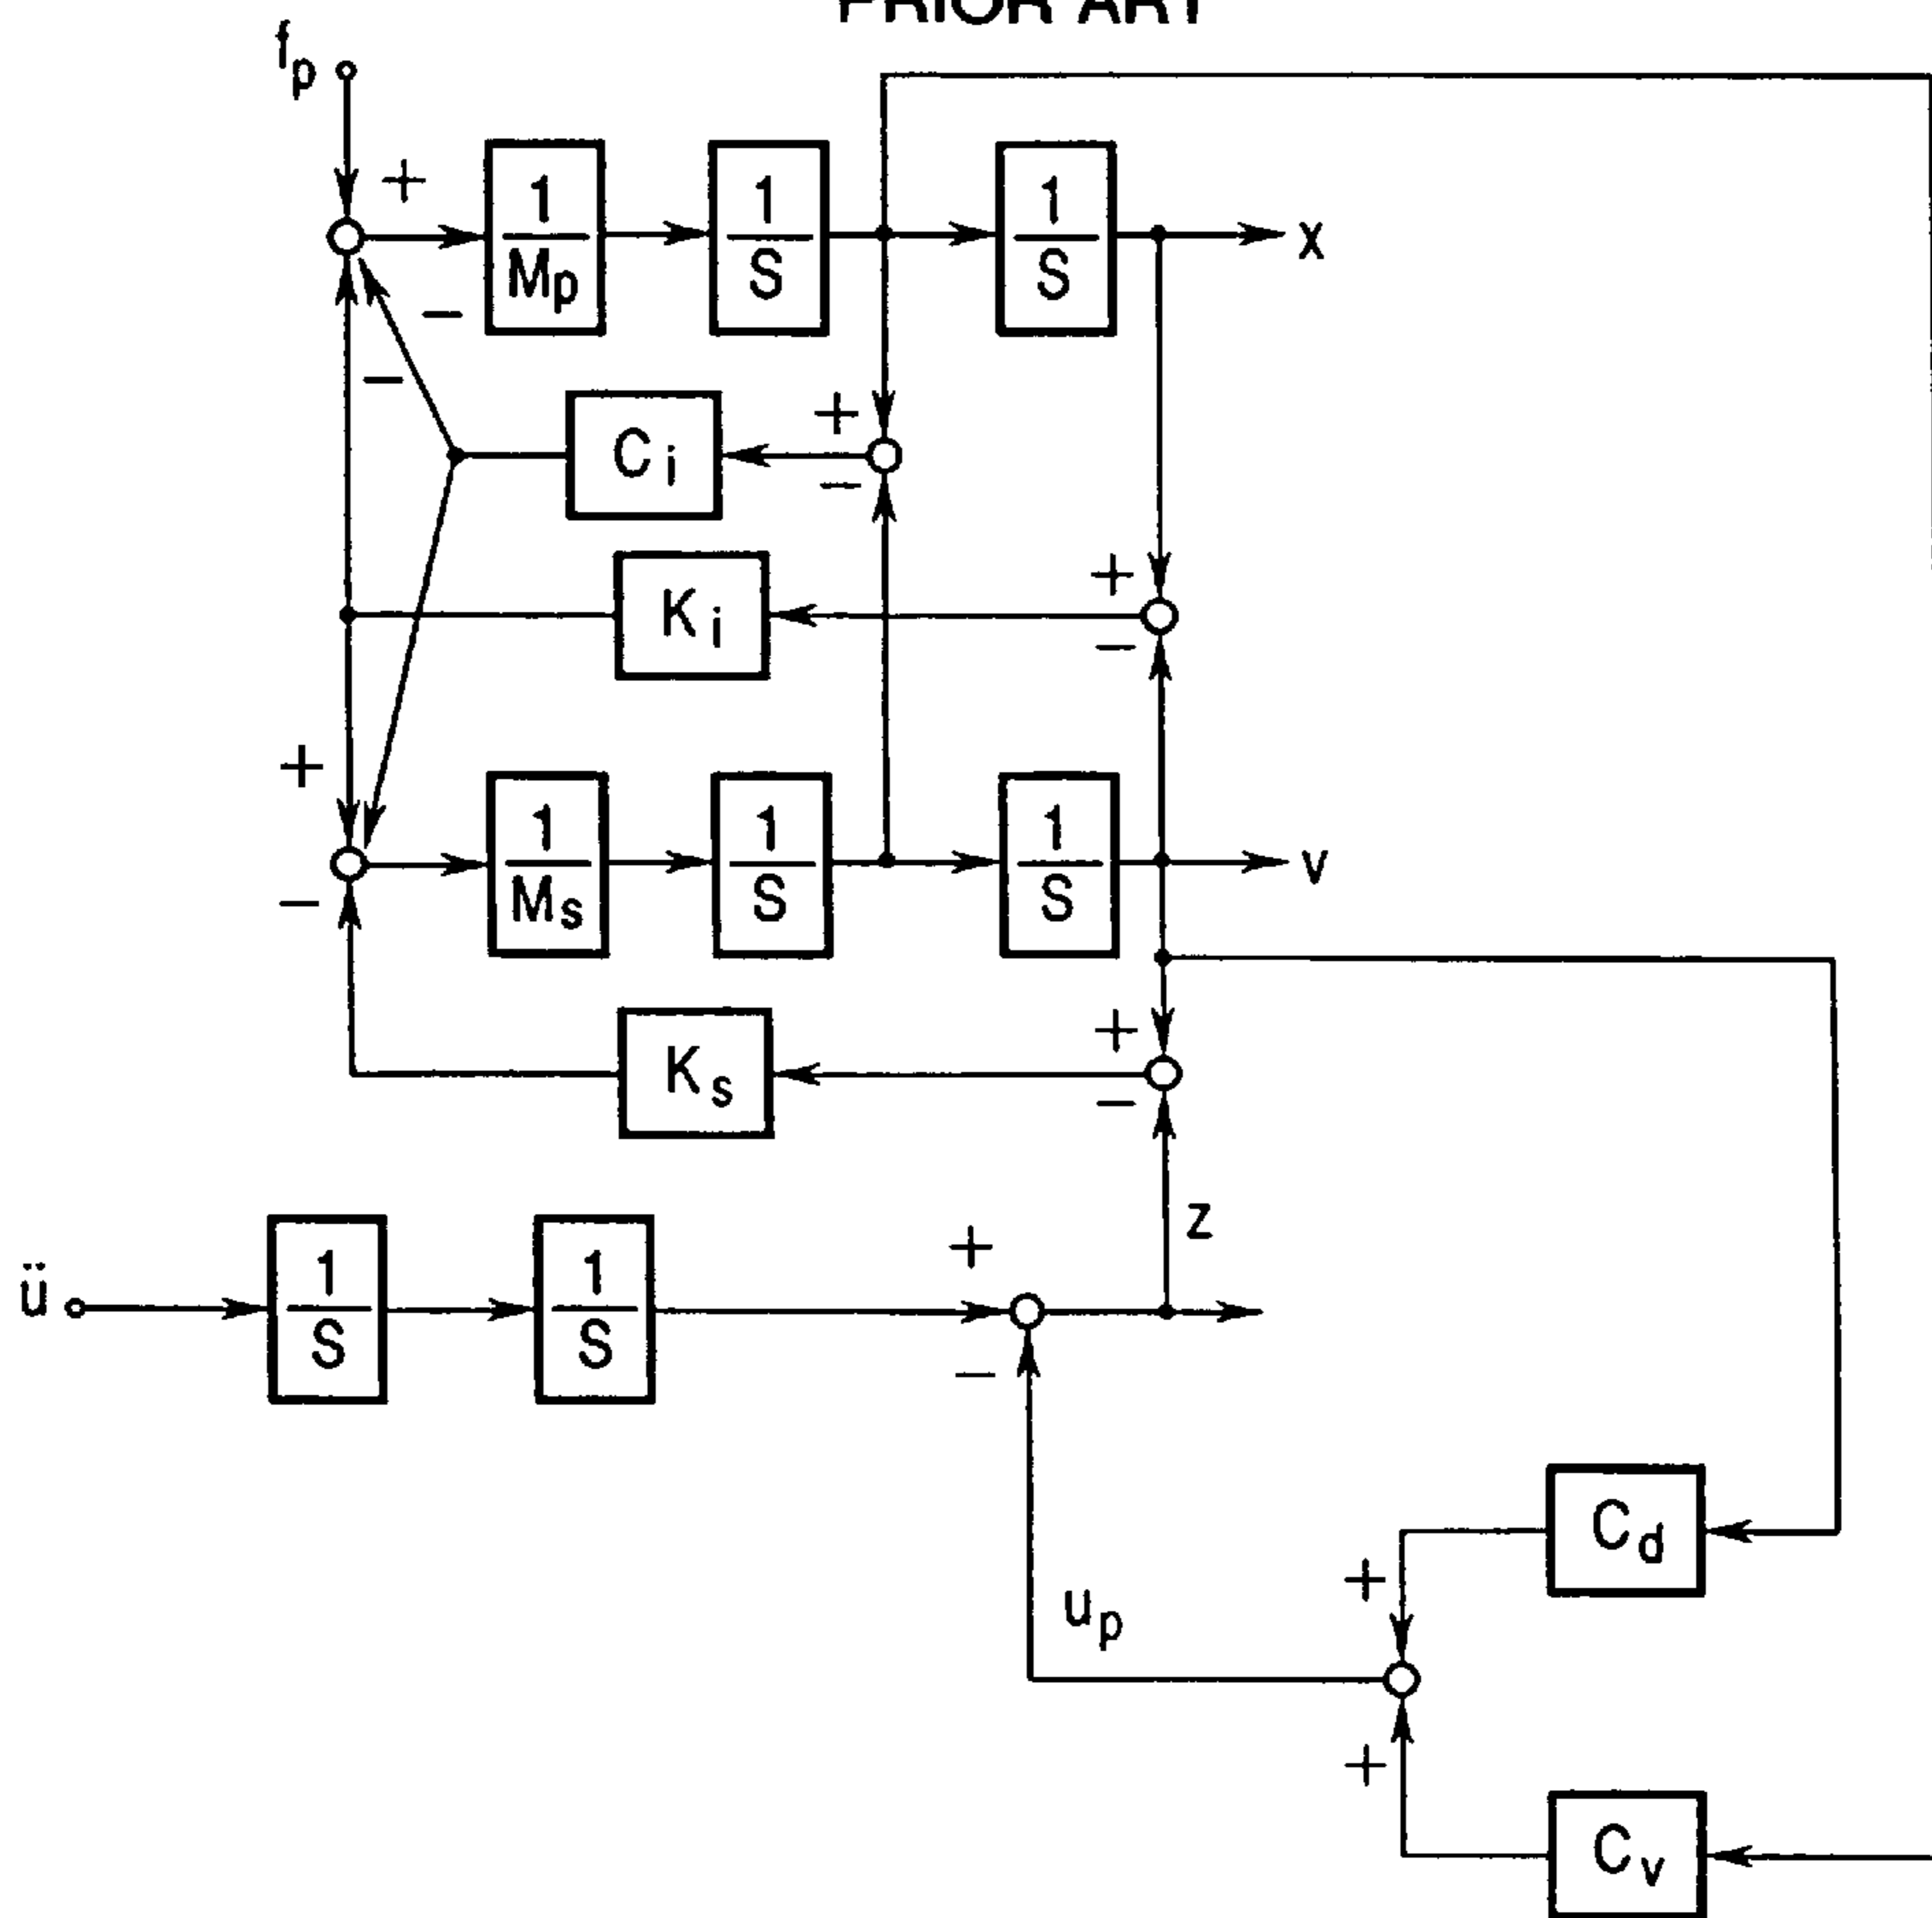 PRIOR ART
fp
+
1
Mp
1
S
1
S
x
−
−
Ci
+
−
Ki
+
−
+
1
Ms
1
S
1
S
v
−
Ks
+
−
z
ü
1
S
1
S
+
−
Cd
+
up
+
Cv